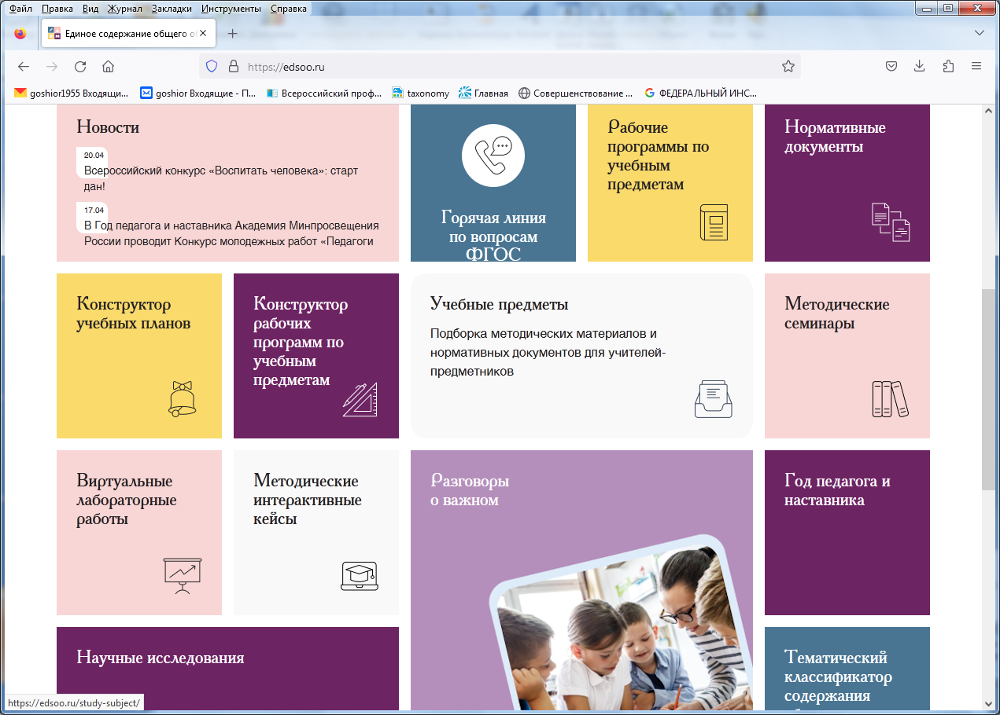 Файл Правка Вид Журнал Закладки Инструменты Справка
Единое содержание общего о
https://edsoo.ru
goshior1955 Входящи...
goshior Входящие - П...
Всероссийский проф...
taxonomy
Главная
Совершенствование ...
ФЕДЕРАЛЬНЫЙ ИНС...
Новости
20.04
Всероссийский конкурс «Воспитать человека»: старт
дан!
17.04
В Год педагога и наставника Академия Минпросвещения
России проводит Конкурс молодежных работ «Педагоги
Горячая линия
по вопросам
ФГОС
Рабочие
программы по
учебным
предметам
Нормативные
документы
Конструктор
учебных планов
Конструктор
рабочих
программ по
учебным
предметам
Учебные предметы
Подборка методических материалов и
нормативных документов для учителей-
предметников
Методические
семинары
Виртуальные
лабораторные
работы
Методические
интерактивные
кейсы
Разговоры
о важном
Год педагога и
наставника
Научные исследования
Тематический
классификатор
содержания
https://edsoo.ru/study-subject/